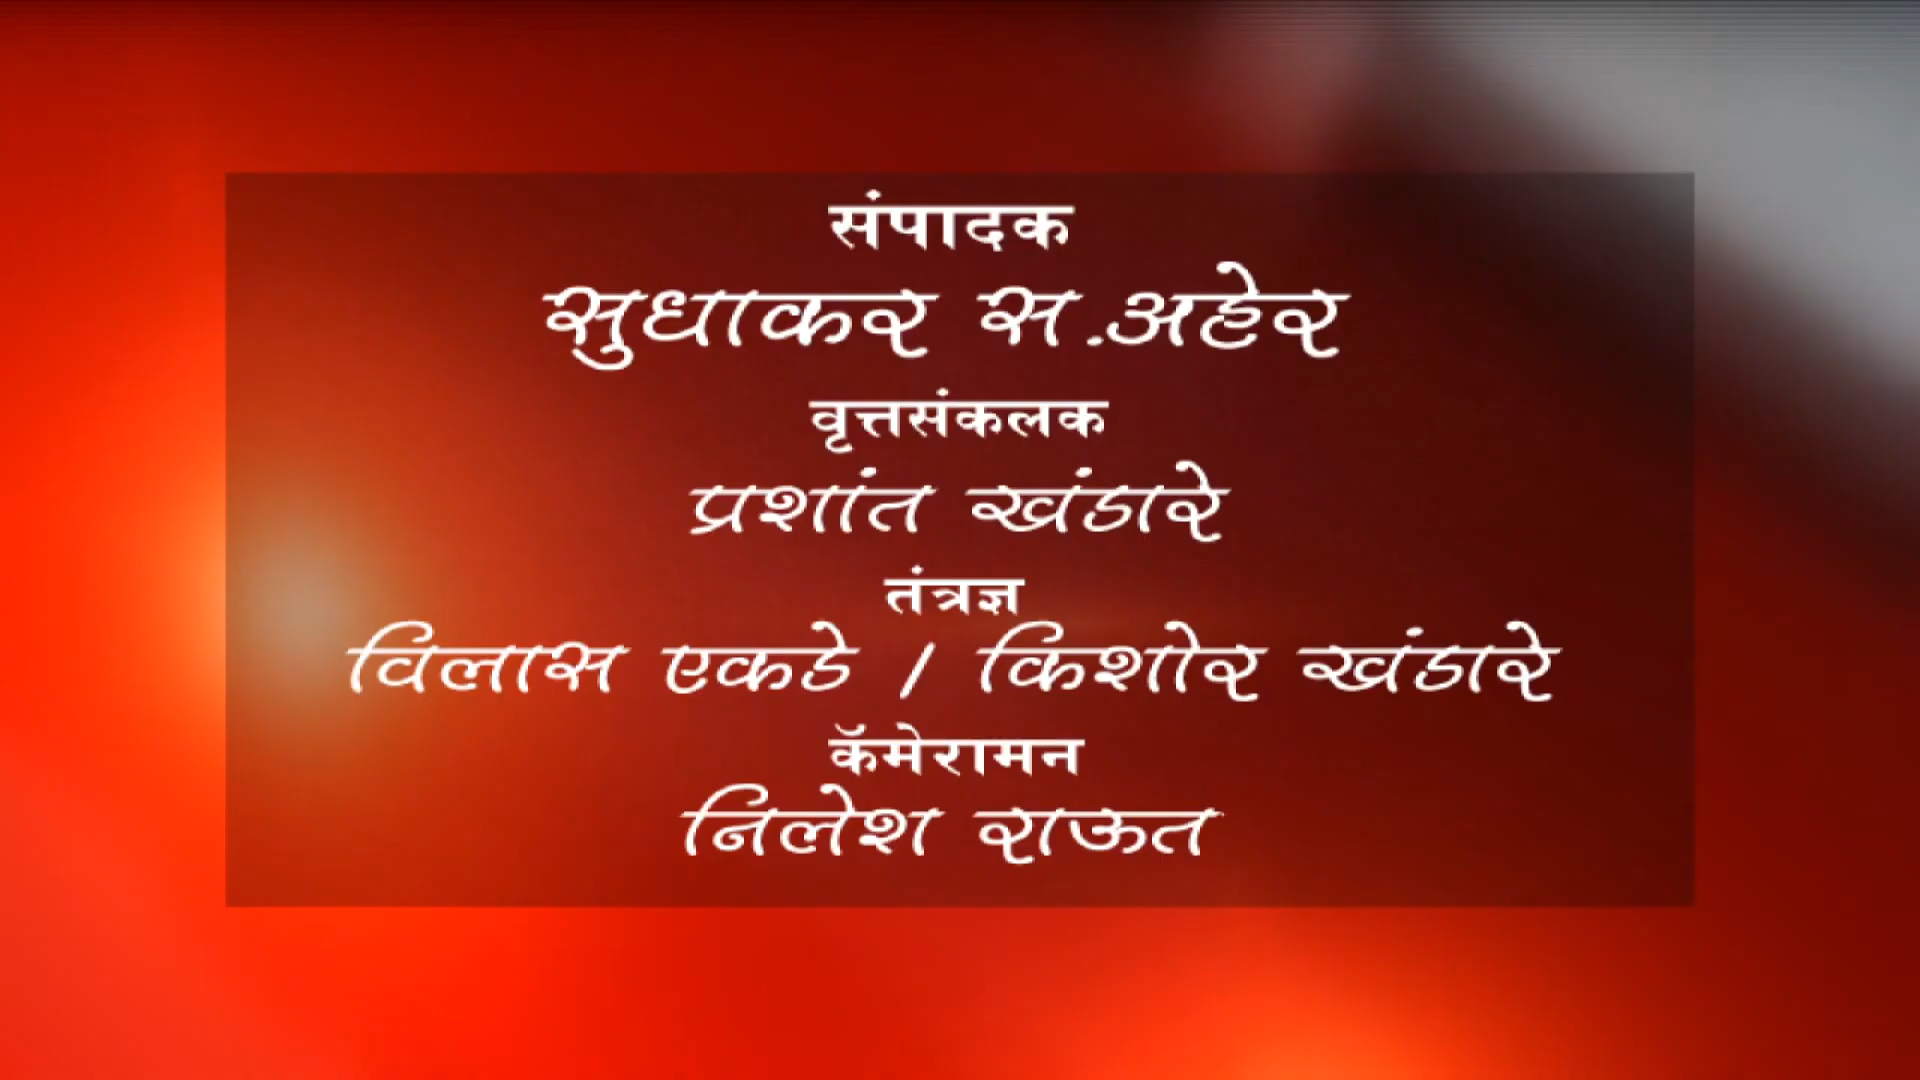 संपादक
सुधाकर स.अहेर
वृत्तसंकलक
प्रशांत खंडारे
तंत्रज्ञ
विलास एकडे / किशोर खंडारे
कॅमेरामन
निलेश राऊत